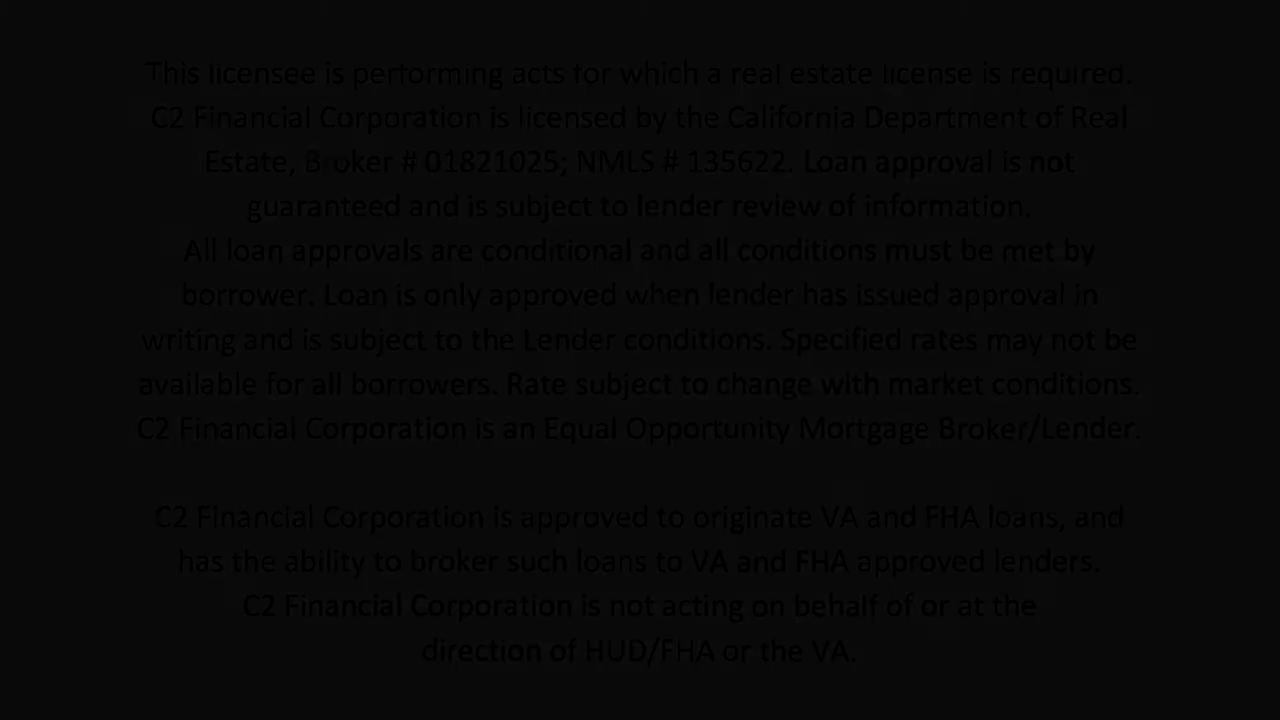 This licensee is performing acts for which a real estate license is required.
C2 Financial Corporation is licensed by the California Department of Real
Estate, Broker # 01821025; NMLS # 135622. Loan approval is not
guaranteed and is subject to lender review of information.
All loan approvals are conditional and all conditions must be met by
borrower. Loan is only approved when lender has issued approval in
writing and is subject to the Lender conditions. Specified rates may not be
available for all borrowers. Rate subject to change with market conditions.
C2 Financial Corporation is an Equal Opportunity Mortgage Broker/Lender.
C2 Financial Corporation is approved to originate VA and FHA loans, and
has the ability to broker such loans to VA and FHA approved lenders.
C2 Financial Corporation is not acting on behalf of or at the
direction of HUD/FHA or the VA.